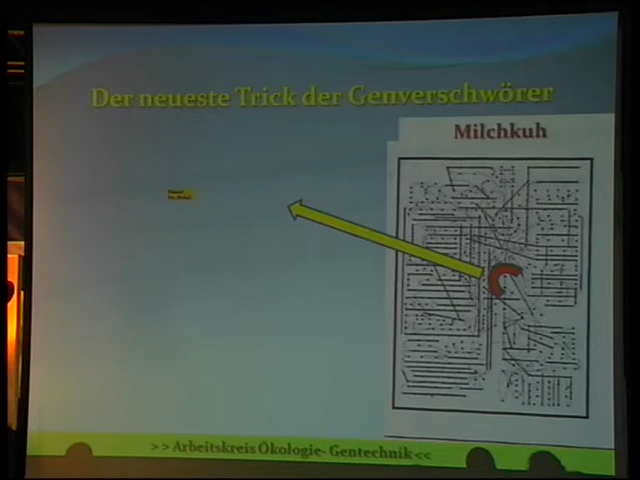 Der neueste Trick der Genverschwörer
Milchkuh
>> Arbeitskreis Ökologie- Gentechnik <<